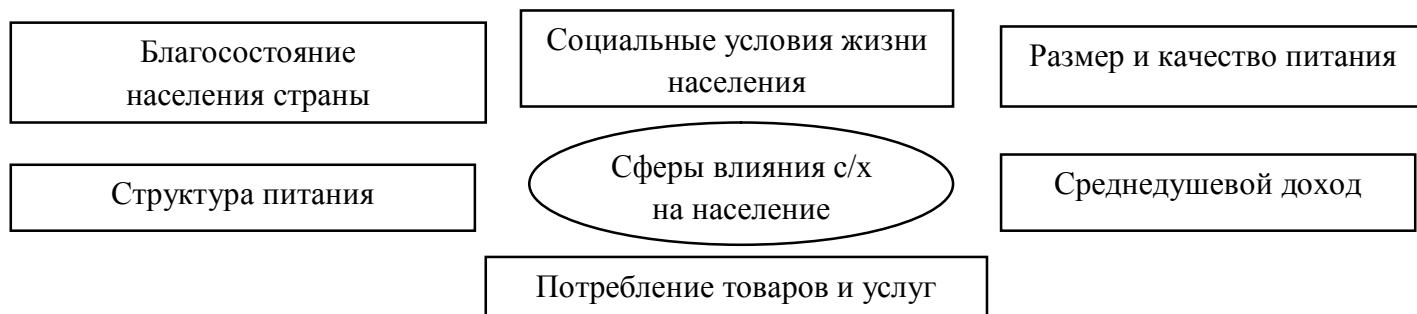 Благосостояние
населения страны
Социальные условия жизни
населения
Размер и качество питания
Структура питания
Сферы влияния с/х
на население
Среднедушевой доход
Потребление товаров и услуг